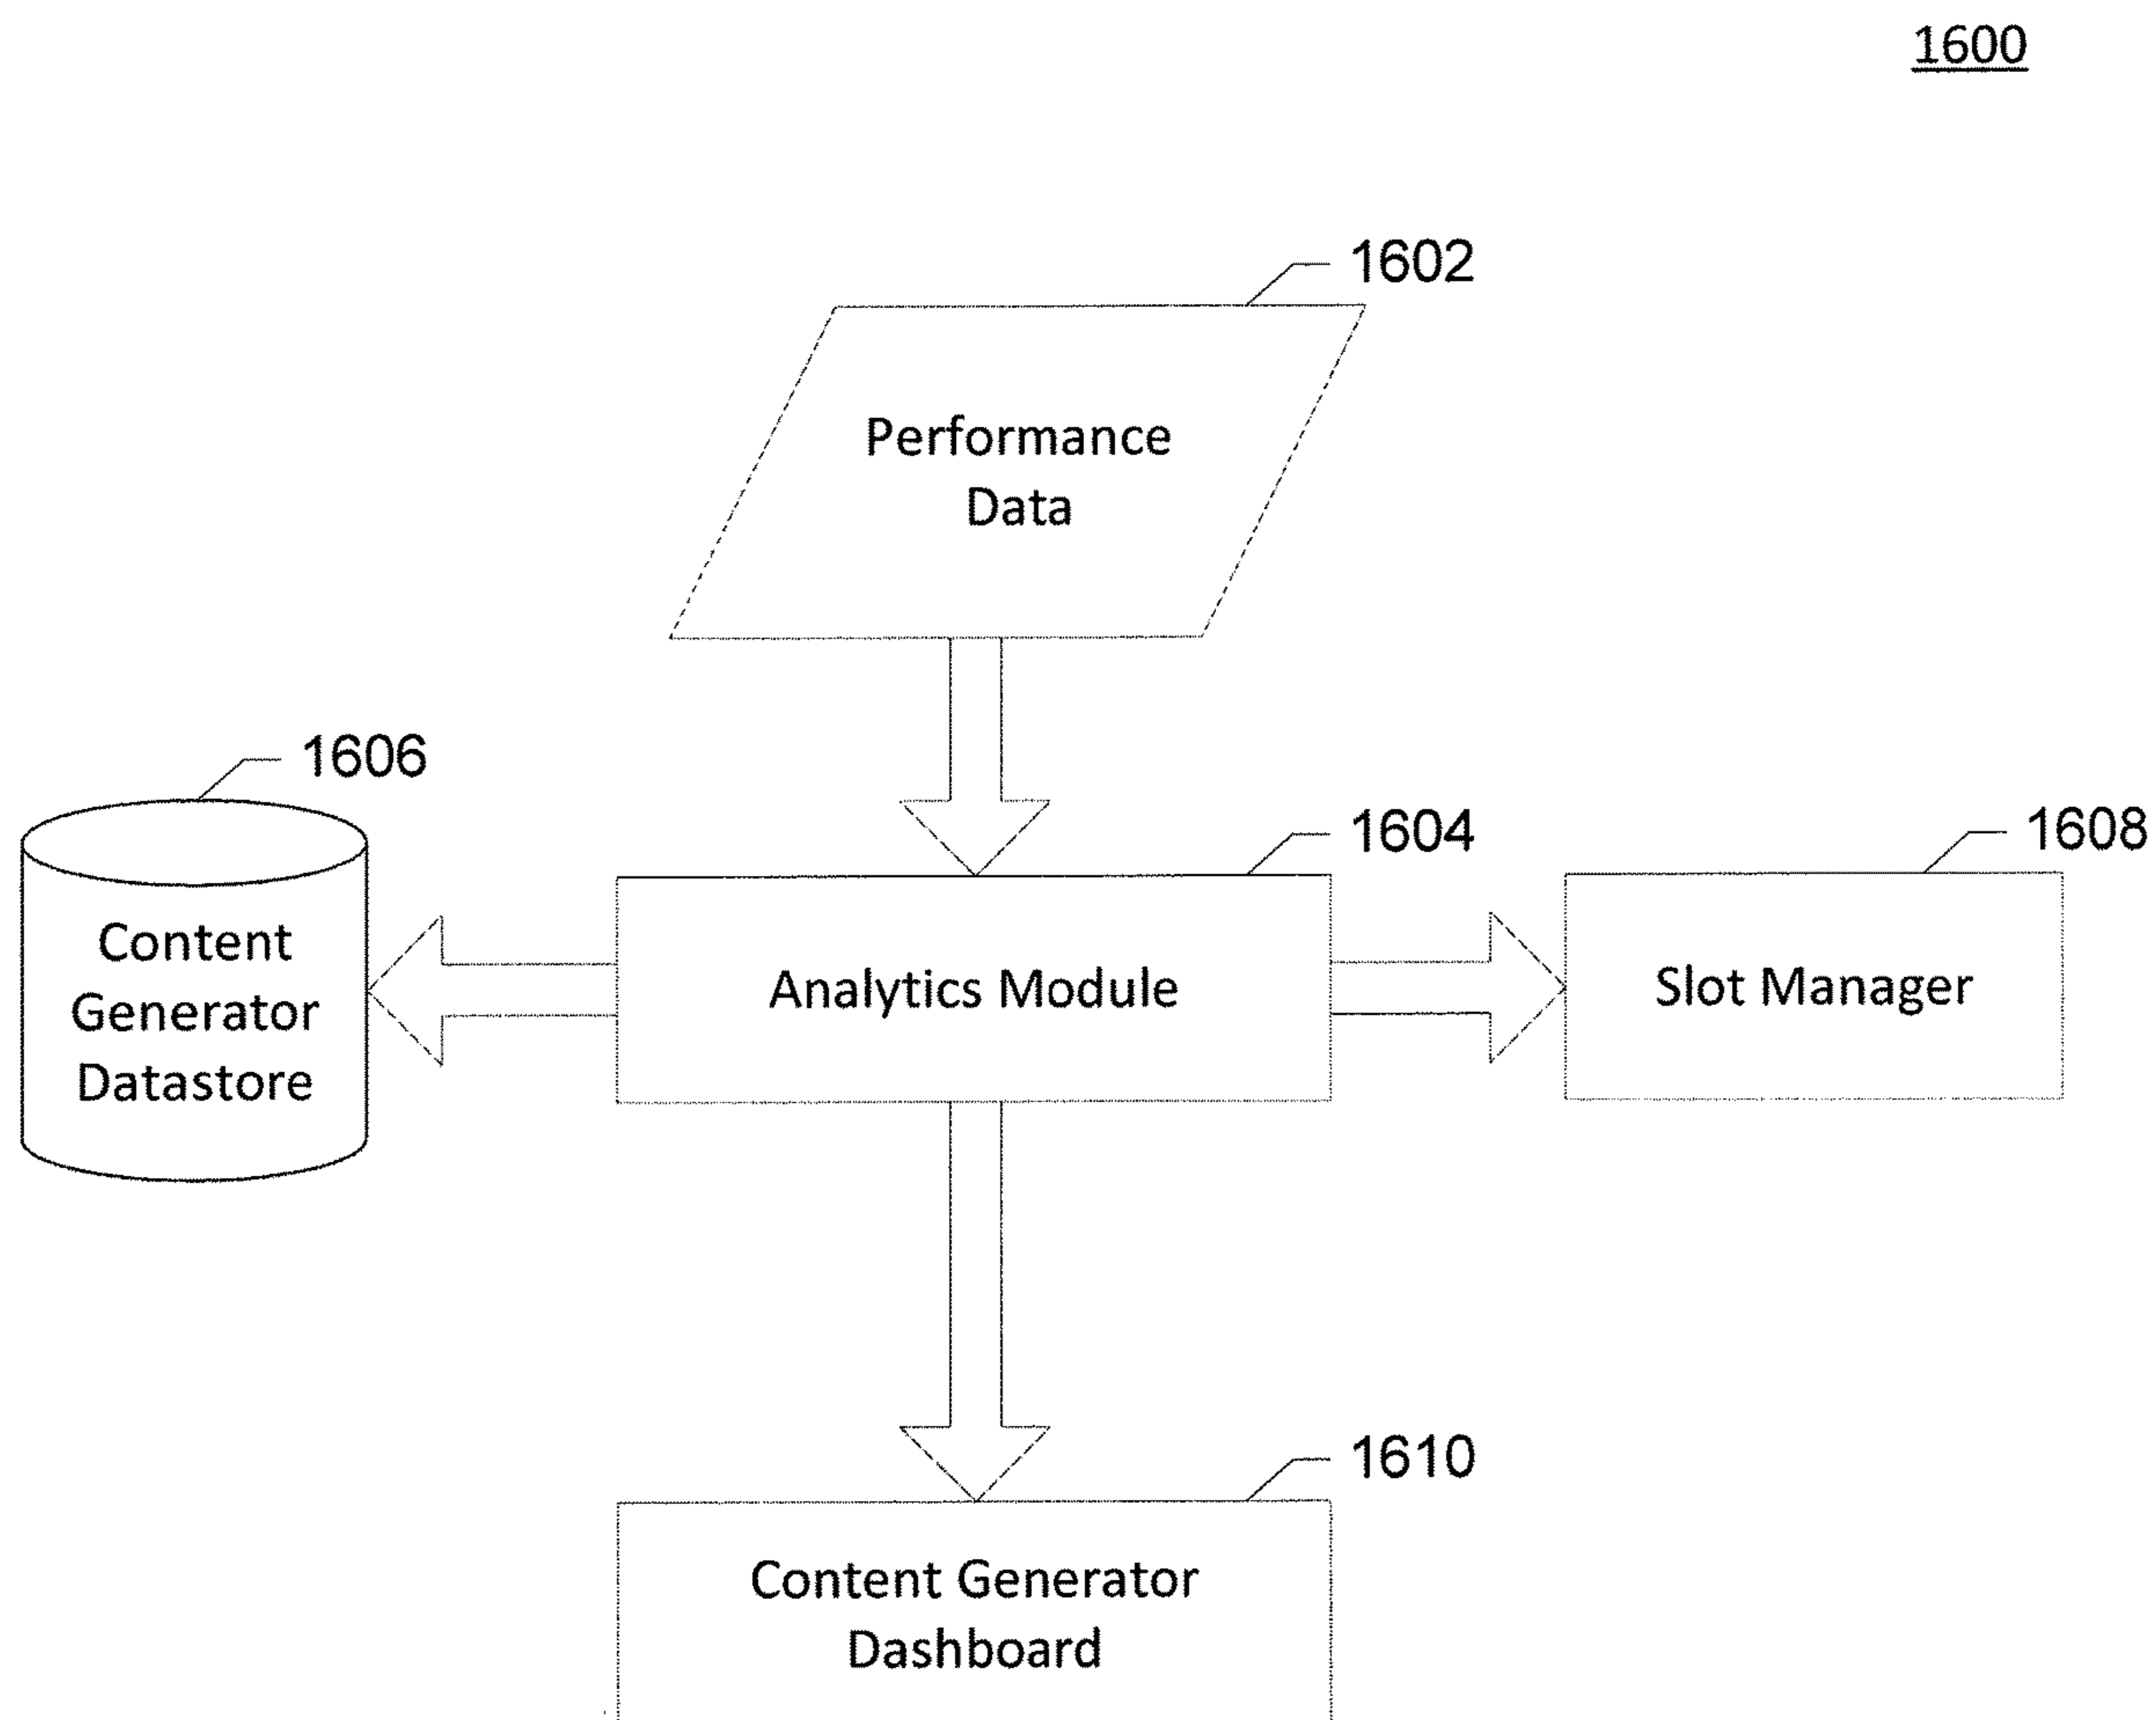 1600
1602
Performance
Data
1606
1604
1608
Content
Generator
Datastore
Analytics Module
Slot Manager
1610
Content Generator
Dashboard